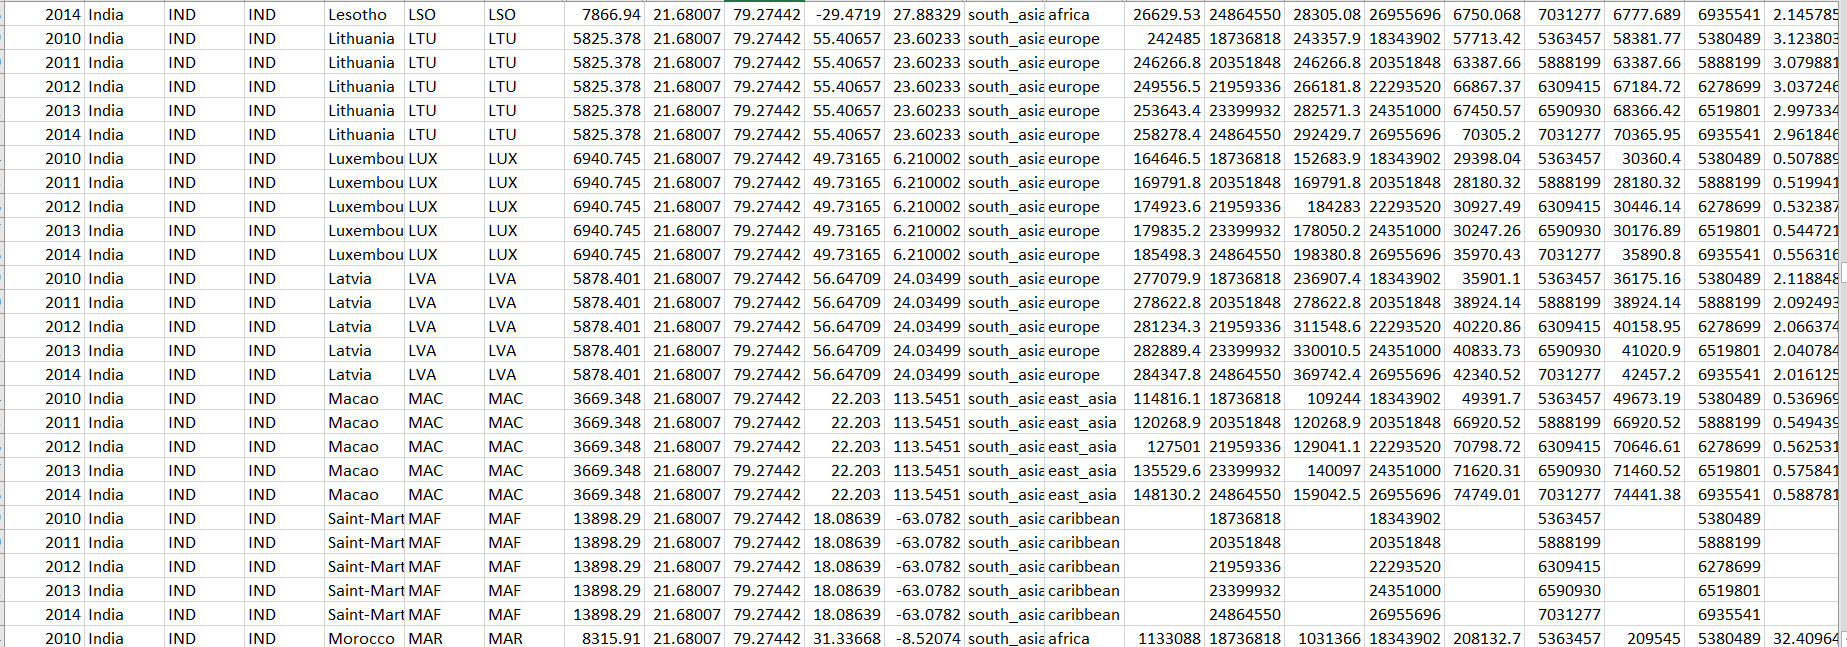 2014 India IND IND Lesotho LSO LSO 7866.94 21.68007 79.27442 -29.4719 27.88329 south_asia africa 26629.53 24864550 28305.08 26955696 6750.068 7031277 6777.689 6935541 2.145785
2010 India IND IND Lithuania LTU LTU 5825.378 21.68007 79.27442 55.40657 23.60233 south_asia europe 242485 18736818 243357.9 18343902 57713.42 5363457 58381.77 5380489 3.123803
2011 India IND IND Lithuania LTU LTU 5825.378 21.68007 79.27442 55.40657 23.60233 south_asia europe 246266.8 20351848 246266.8 20351848 63387.66 5888199 63387.66 5888199 3.079881
2012 India IND IND Lithuania LTU LTU 5825.378 21.68007 79.27442 55.40657 23.60233 south_asia europe 249556.5 21959336 266181.8 22293520 66867.37 6309415 67184.72 6278699 3.037246
2013 India IND IND Lithuania LTU LTU 5825.378 21.68007 79.27442 55.40657 23.60233 south_asia europe 253643.4 23399932 282571.3 24351000 67450.57 6590930 68366.42 6519801 2.997334
2014 India IND IND Lithuania LTU LTU 5825.378 21.68007 79.27442 55.40657 23.60233 south_asia europe 258278.4 24864550 292429.7 26955696 70305.2 7031277 70365.95 6935541 2.961846
2010 India IND IND Luxembou LUX LUX 6940.745 21.68007 79.27442 49.73165 6.210002 south_asia europe 164646.5 18736818 152683.9 18343902 29398.04 5363457 30360.4 5380489 0.507889
2011 India IND IND Luxembou LUX LUX 6940.745 21.68007 79.27442 49.73165 6.210002 south_asia europe 169791.8 20351848 169791.8 20351848 28180.32 5888199 28180.32 5888199 0.519941
2012 India IND IND Luxembou LUX LUX 6940.745 21.68007 79.27442 49.73165 6.210002 south_asia europe 174923.6 21959336 184283 22293520 30927.49 6309415 30446.14 6278699 0.532387
2013 India IND IND Luxembou LUX LUX 6940.745 21.68007 79.27442 49.73165 6.210002 south_asia europe 179835.2 23399932 178050.2 24351000 30247.26 6590930 30176.89 6519801 0.544721
2014 India IND IND Luxembou LUX LUX 6940.745 21.68007 79.27442 49.73165 6.210002 south_asia europe 185498.3 24864550 198380.8 26955696 35970.43 7031277 35890.8 6935541 0.556316
2010 India IND IND Latvia LVA LVA 5878.401 21.68007 79.27442 56.64709 24.03499 south_asia europe 277079.9 18736818 236907.4 18343902 35901.1 5363457 36175.16 5380489 2.118848
2011 India IND IND Latvia LVA LVA 5878.401 21.68007 79.27442 56.64709 24.03499 south_asia europe 278622.8 20351848 278622.8 20351848 38924.14 5888199 38924.14 5888199 2.092493
2012 India IND IND Latvia LVA LVA 5878.401 21.68007 79.27442 56.64709 24.03499 south_asia europe 281234.3 21959336 311548.6 22293520 40220.86 6309415 40158.95 6278699 2.066374
2013 India IND IND Latvia LVA LVA 5878.401 21.68007 79.27442 56.64709 24.03499 south_asia europe 282889.4 23399932 330010.5 24351000 40833.73 6590930 41020.9 6519801 2.040784
2014 India IND IND Latvia LVA LVA 5878.401 21.68007 79.27442 56.64709 24.03499 south_asia europe 284347.8 24864550 369742.4 26955696 42340.52 7031277 42457.2 6935541 2.016125
2010 India IND IND Macao MAC MAC 3669.348 21.68007 79.27442 22.203 113.5451 south_asia east_asia 114816.1 18736818 109244 18343902 49391.7 5363457 49673.19 5380489 0.536969
2011 India IND IND Macao MAC MAC 3669.348 21.68007 79.27442 22.203 113.5451 south_asia east_asia 120268.9 20351848 120268.9 20351848 66920.52 5888199 66920.52 5888199 0.549439
2012 India IND IND Macao MAC MAC 3669.348 21.68007 79.27442 22.203 113.5451 south_asia east_asia 127501 21959336 129041.1 22293520 70798.72 6309415 70646.61 6278699 0.562531
2013 India IND IND Macao MAC MAC 3669.348 21.68007 79.27442 22.203 113.5451 south_asia east_asia 135529.6 23399932 140097 24351000 71620.31 6590930 71460.52 6519801 0.575841
2014 India IND IND Macao MAC MAC 3669.348 21.68007 79.27442 22.203 113.5451 south_asia east_asia 148130.2 24864550 159042.5 26955696 74749.01 7031277 74441.38 6935541 0.588781
2010 India IND IND Saint-Mart MAF MAF 13898.29 21.68007 79.27442 18.08639 -63.0782 south_asia caribbean 18736818 18343902 5363457 5380489
2011 India IND IND Saint-Mart MAF MAF 13898.29 21.68007 79.27442 18.08639 -63.0782 south_asia caribbean 20351848 20351848 5888199 5888199
2012 India IND IND Saint-Mart MAF MAF 13898.29 21.68007 79.27442 18.08639 -63.0782 south_asia caribbean 21959336 22293520 6309415 6278699
2013 India IND IND Saint-Mart MAF MAF 13898.29 21.68007 79.27442 18.08639 -63.0782 south_asia caribbean 23399932 24351000 6590930 6519801
2014 India IND IND Saint-Mart MAF MAF 13898.29 21.68007 79.27442 18.08639 -63.0782 south_asia caribbean 24864550 26955696 7031277 6935541
2010 India IND IND Morocco MAR MAR 8315.91 21.68007 79.27442 31.33668 -8.52074 south_asia africa 1133088 18736818 1031366 18343902 208132.7 5363457 209545 5380489 32.40964